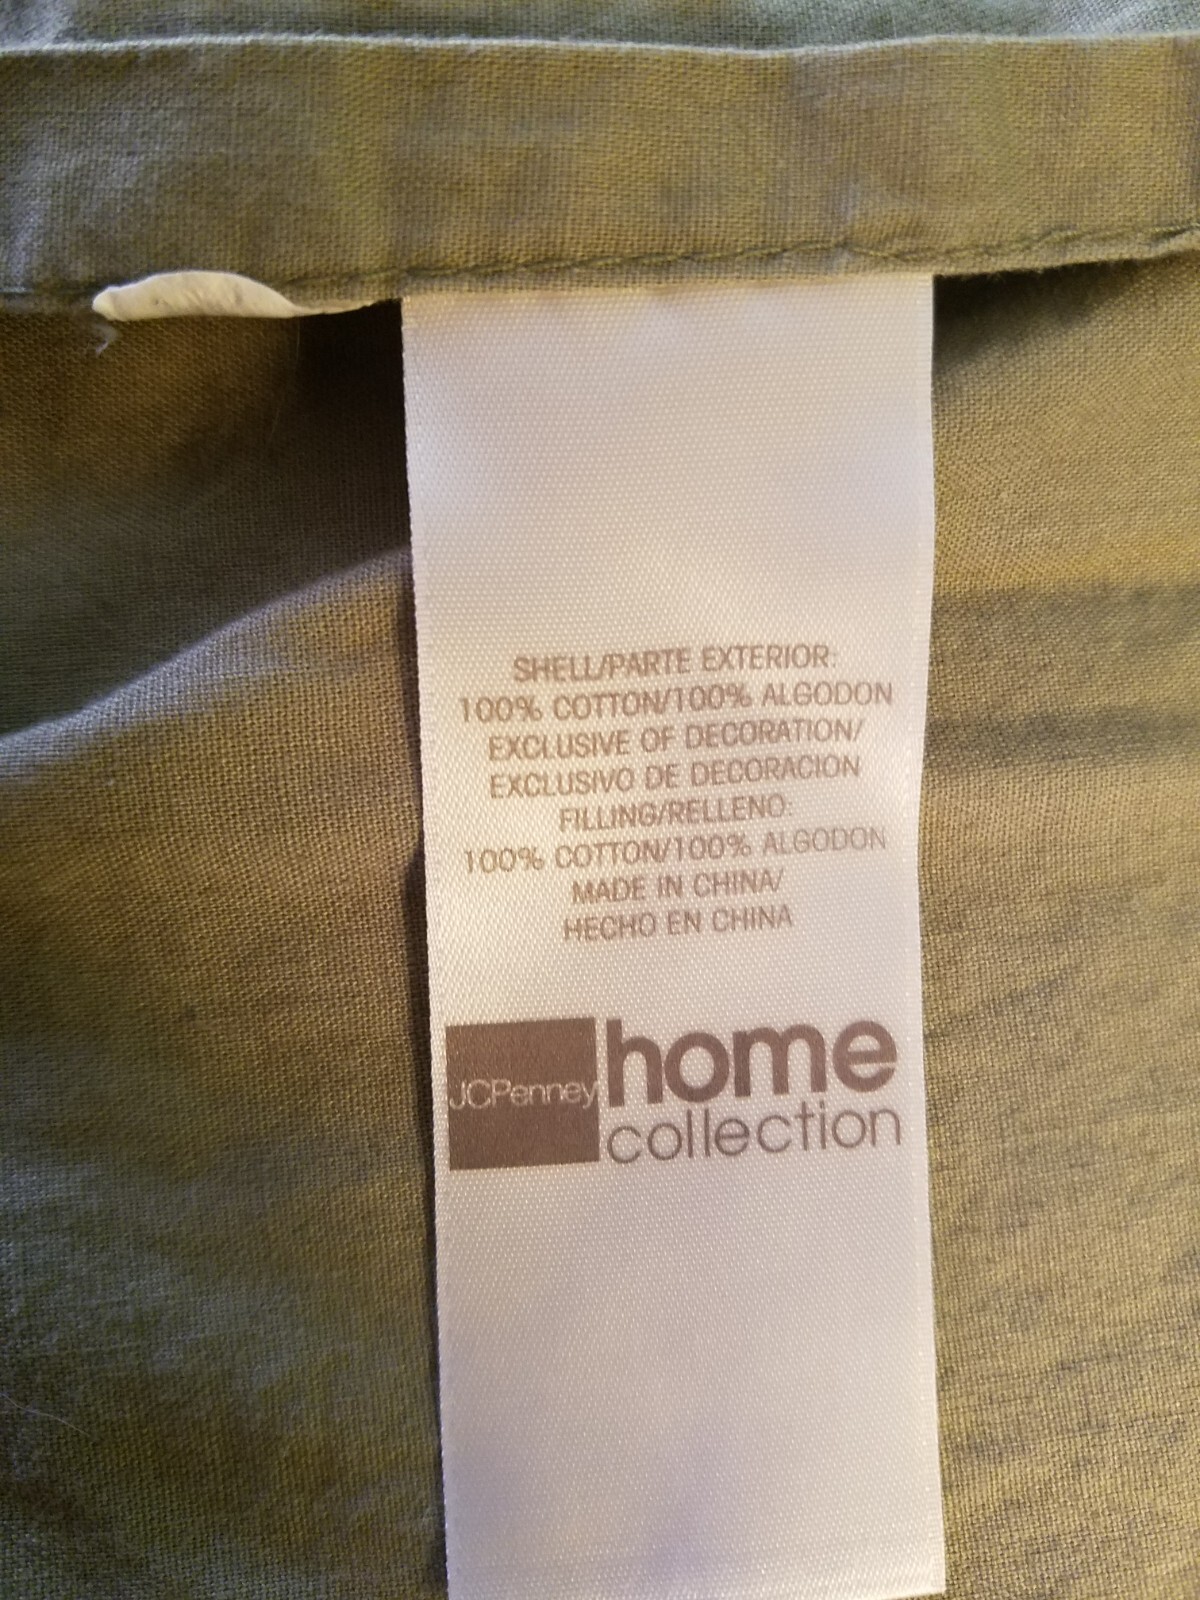 SHELL/PARTE EXTERIOR:
100% COTTON/100% ALGODON
EXCLUSIVE OF DECORATION/
EXCLUSIVO DE DECORACION
FILLING/RELLENO:
100% COTTON/100% ALGODON
MADE IN CHINA/
HECHO EN CHINA
JCPenney home
collection